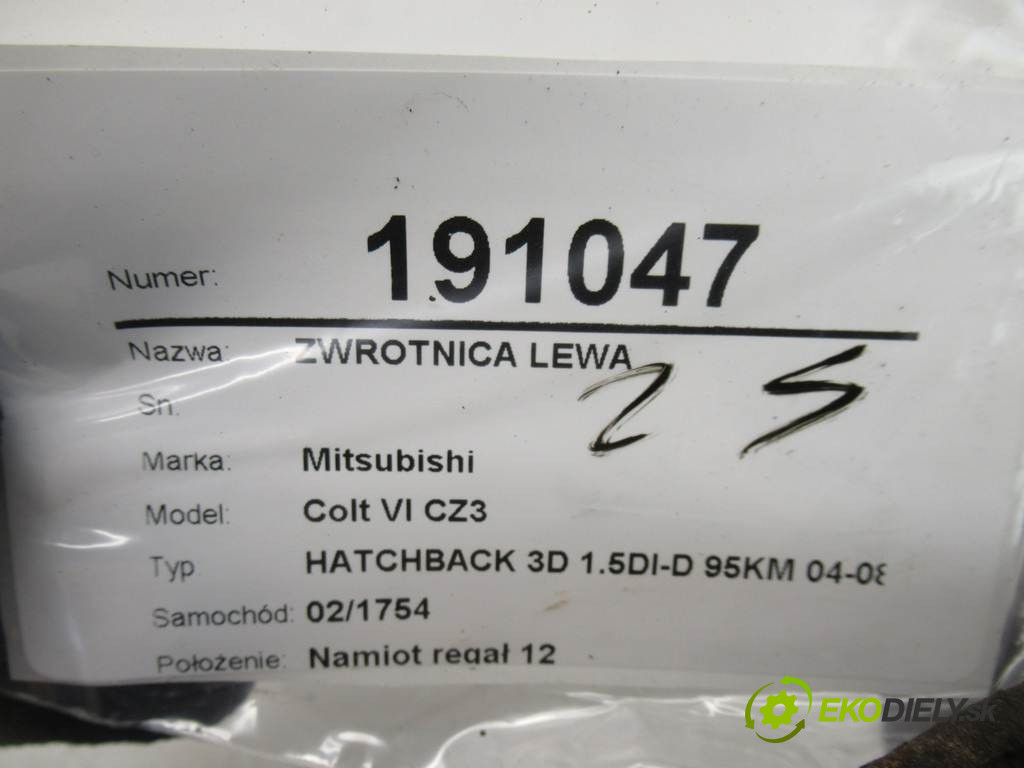 Numer: 191047
Nazwa: ZWROTNICA LEWA
25
Sn.
Marka: Mitsubishi
Model: Colt VI CZ3
Typ HATCHBACK 3D 1.5DI-D 95KM 04-08
Samochód: 02/1754
Położenie: Namiot regał 12
EKODIELY.sk